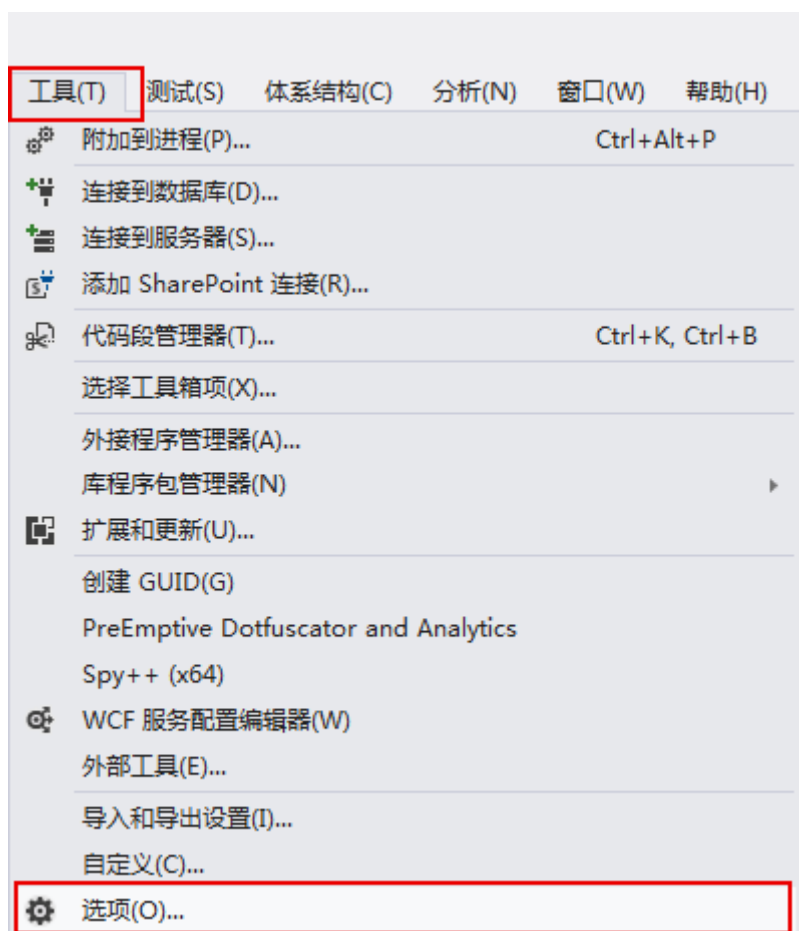 工具(T) 测试(S) 体系结构(C) 分析(N) 窗口(W) 帮助(H)
附加到进程(P)... Ctrl+Alt+P
连接到数据库(D)...
连接到服务器(S)...
添加 SharePoint 连接(R)...
代码段管理器(T)... Ctrl+K, Ctrl+B
选择工具箱项(X)...
外接程序管理器(A)...
库程序包管理器(N)
扩展和更新(U)...
创建 GUID(G)
PreEmptive Dotfuscator and Analytics
Spy++ (x64)
WCF 服务配置编辑器(W)
外部工具(E)...
导入和导出设置(I)...
自定义(C)...
选项(O)...